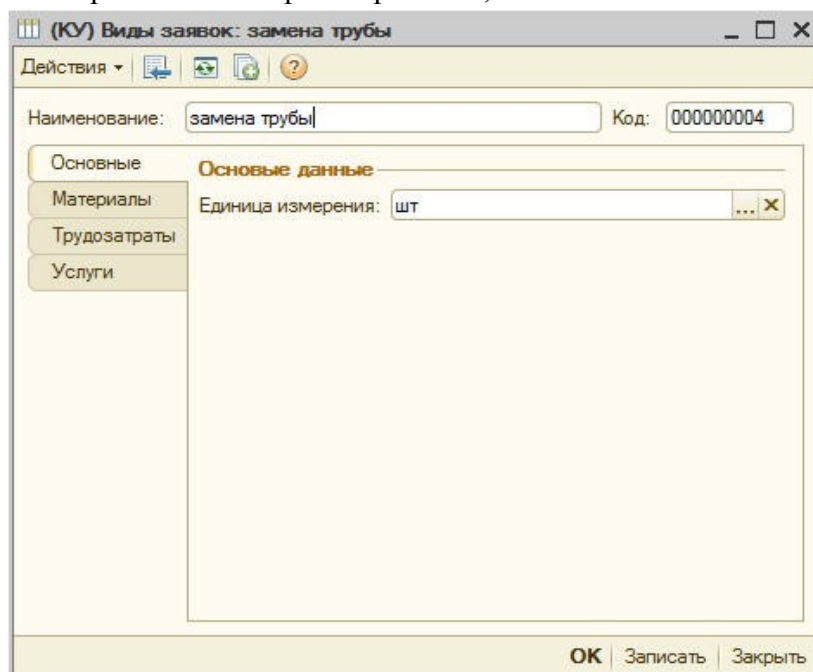 (КУ) Виды заявок: замена трубы
Действия
Наименование: замена трубы Код: 000000004
Основные
Материалы
Трудозатраты
Услуги
Основые данные
Единица измерения: шт ...
OK Записать Закрыть